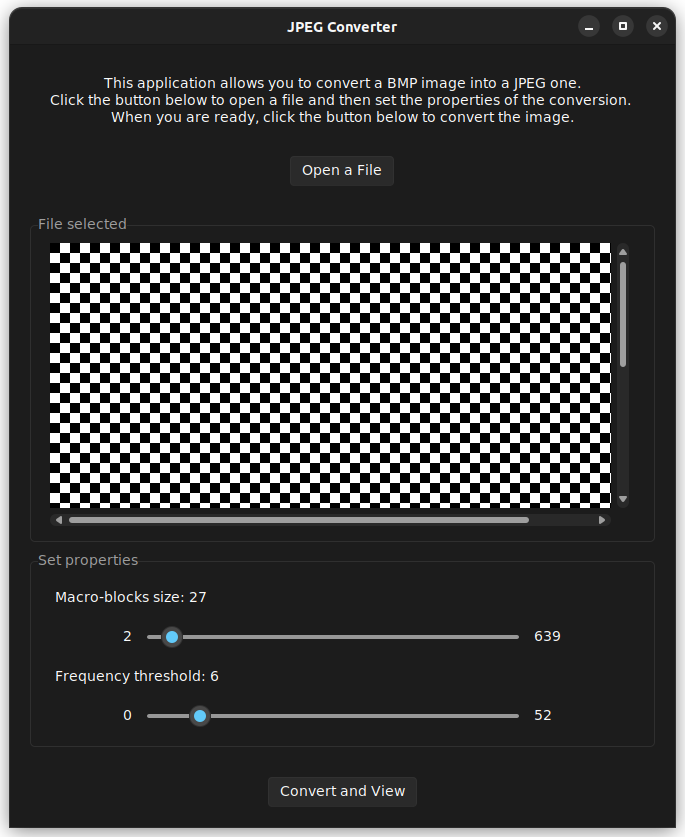 JPEG Converter
This application allows you to convert a BMP image into a JPEG one.
Click the button below to open a file and then set the properties of the conversion.
When you are ready, click the button below to convert the image.
Open a File
File selected
Set properties
Macro-blocks size: 27
2 639
Frequency threshold: 6
0 52
Convert and View